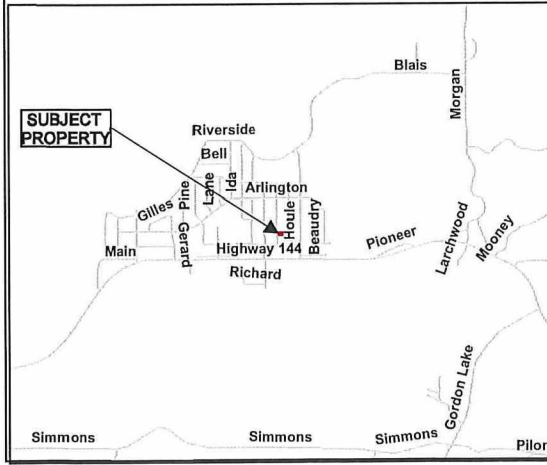 Blais
Morgan
SUBJECT
PROPERTY
Riverside
Bell
Pine
Lane
Ida
Arlington
Gilles
Houle
Beaudry
Main
Gerard
Highway 144
Pioneer
Larchwood
Mooney
Richard
Gordon Lake
Simmons
Simmons
Simmons
Pilon